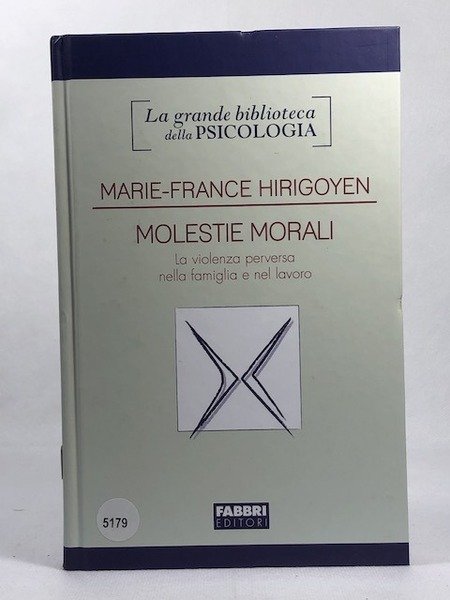 La grande biblioteca
della PSICOLOGIA
MARIE-FRANCE HIRIGOYEN
MOLESTIE MORALI
La violenza perversa
nella famiglia e nel lavoro
5179
FABBRI
EDITORI